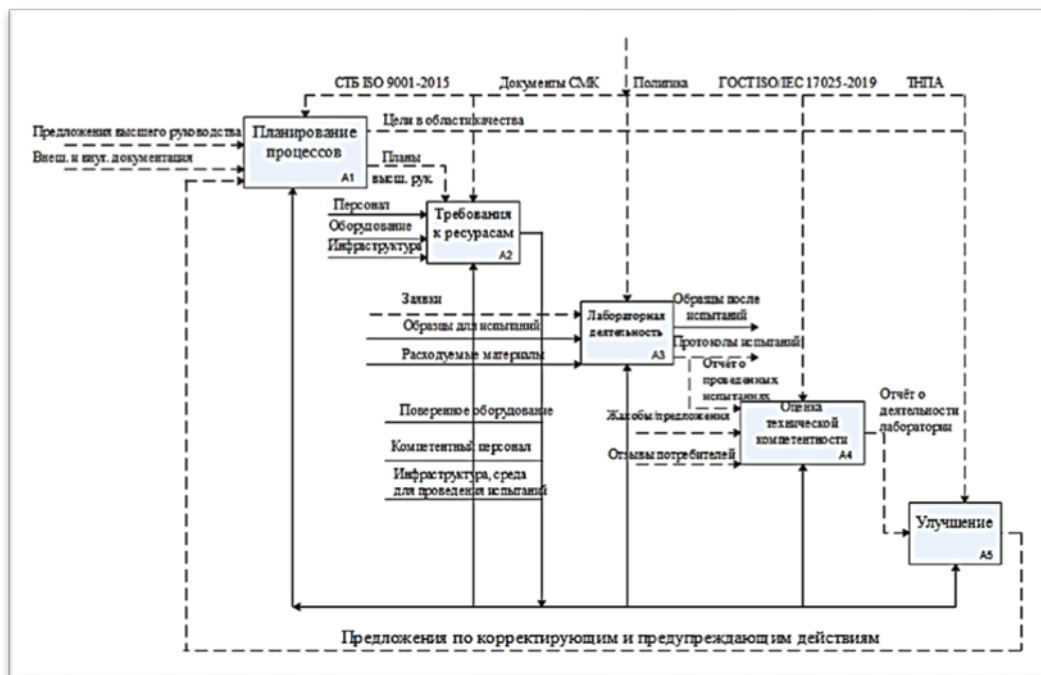 СТБ ISO 9001-2015
Документы СМК
Политика
ГОСТ ISO/IEC 17025-2019
ТНПА
Предложения высшего руководства
Внеш. и внут. документация
Планирование
процессов
A1
Цели в области качества
Планы
высш. рук.
Персонал
Оборудование
Инфраструктура
Требования
к ресурсам
A2
Заявки
Образцы для испытаний
Расходуемые материалы
Лабораторная
деятельность
A3
Образцы после
испытаний
Протоколы испытаний
Отчёт о
проведенных
испытаниях
Поверенное оборудование
Компетентный персонал
Инфраструктура, среда
для проведения испытаний
Жалобы/предложения
Отзывы потребителей
Оценка
технической
компетентности
A4
Отчёт о
деятельности
лаборатории
Улучшение
A5
Предложения по корректирующим и предупреждающим действиям